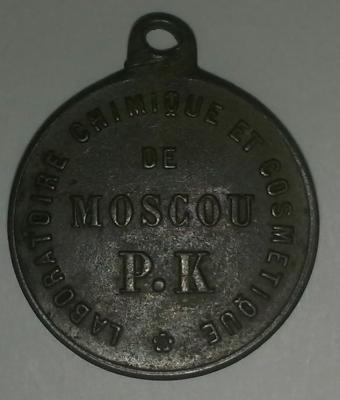 LABORATOIRE CHIMIQUE ET COSMETIQUE
DE
MOSCOU
P.K